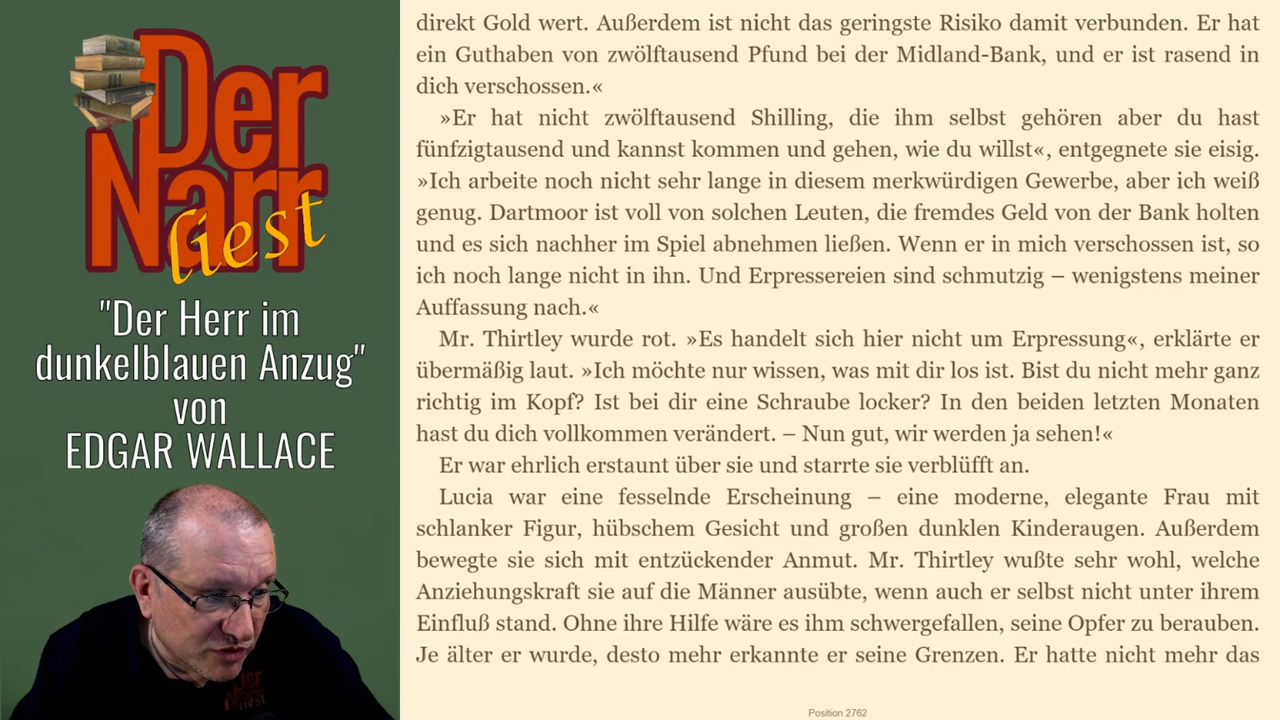 Der
Narr
liest
"Der Herr im
dunkelblauen Anzug"
von
EDGAR WALLACE
Der
Narr
liest
direkt Gold wert. Außerdem ist nicht das geringste Risiko damit verbunden. Er hat
ein Guthaben von zwölftausend Pfund bei der Midland-Bank, und er ist rasend in
dich verschossen.«
»Er hat nicht zwölftausend Shilling, die ihm selbst gehören aber du hast
fünfzigtausend und kannst kommen und gehen, wie du willst«, entgegnete sie eisig.
»Ich arbeite noch nicht sehr lange in diesem merkwürdigen Gewerbe, aber ich weiß
genug. Dartmoor ist voll von solchen Leuten, die fremdes Geld von der Bank holten
und es sich nachher im Spiel abnehmen ließen. Wenn er in mich verschossen ist, so
ich noch lange nicht in ihn. Und Erpressereien sind schmutzig – wenigstens meiner
Auffassung nach.«
Mr. Thirtley wurde rot. »Es handelt sich hier nicht um Erpressung«, erklärte er
übermäßig laut. »Ich möchte nur wissen, was mit dir los ist. Bist du nicht mehr ganz
richtig im Kopf? Ist bei dir eine Schraube locker? In den beiden letzten Monaten
hast du dich vollkommen verändert. – Nun gut, wir werden ja sehen!«
Er war ehrlich erstaunt über sie und starrte sie verblüfft an.
Lucia war eine fesselnde Erscheinung – eine moderne, elegante Frau mit
schlanker Figur, hübschem Gesicht und großen dunklen Kinderaugen. Außerdem
bewegte sie sich mit entzückender Anmut. Mr. Thirtley wußte sehr wohl, welche
Anziehungskraft sie auf die Männer ausübte, wenn auch er selbst nicht unter ihrem
Einfluß stand. Ohne ihre Hilfe wäre es ihm schwergefallen, seine Opfer zu berauben.
Je älter er wurde, desto mehr erkannte er seine Grenzen. Er hatte nicht mehr das
Position 2762